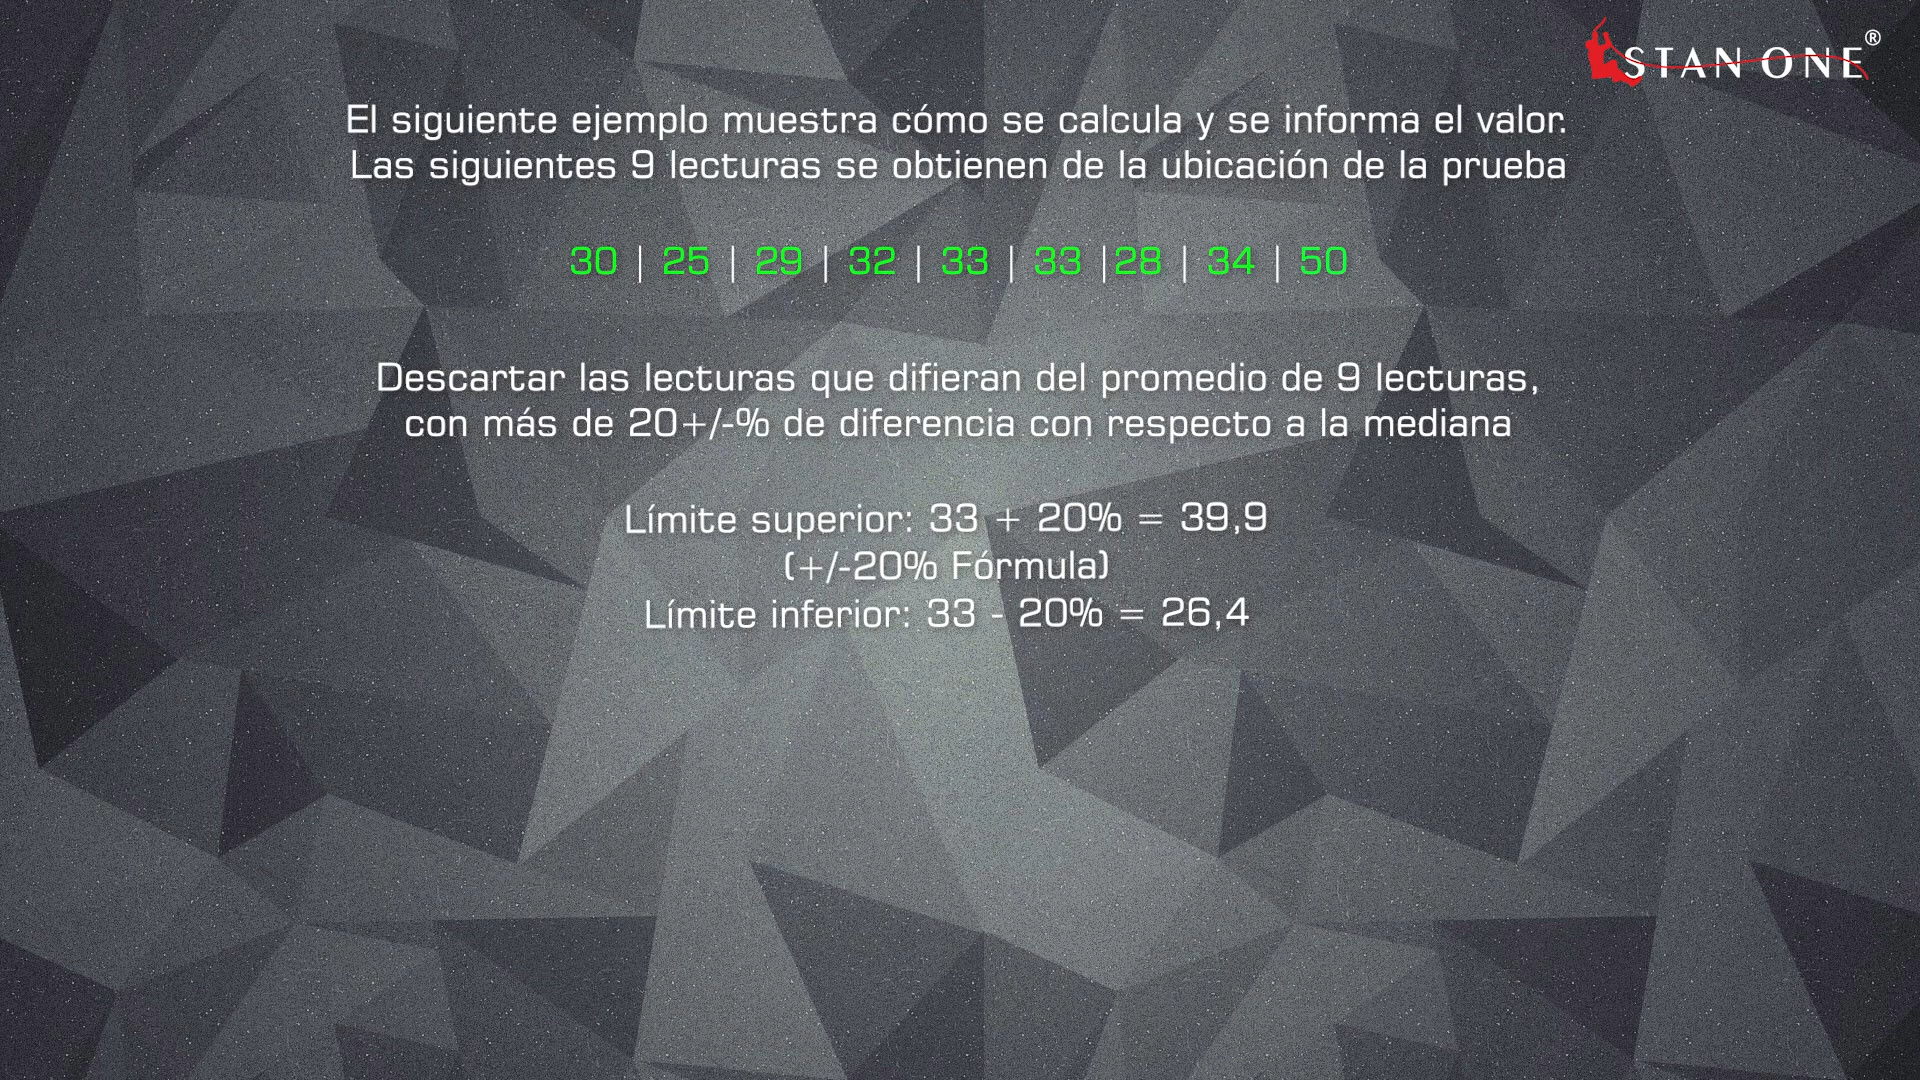 STAN ONE®
El siguiente ejemplo muestra cómo se calcula y se informa el valor.
Las siguientes 9 lecturas se obtienen de la ubicación de la prueba
30 | 25 | 29 | 32 | 33 | 33 |28 | 34 | 50
Descartar las lecturas que difieran del promedio de 9 lecturas,
con más de 20+/-% de diferencia con respecto a la mediana
Límite superior: 33 + 20% = 39,9
(+/-20% Fórmula)
Límite inferior: 33 - 20% = 26,4